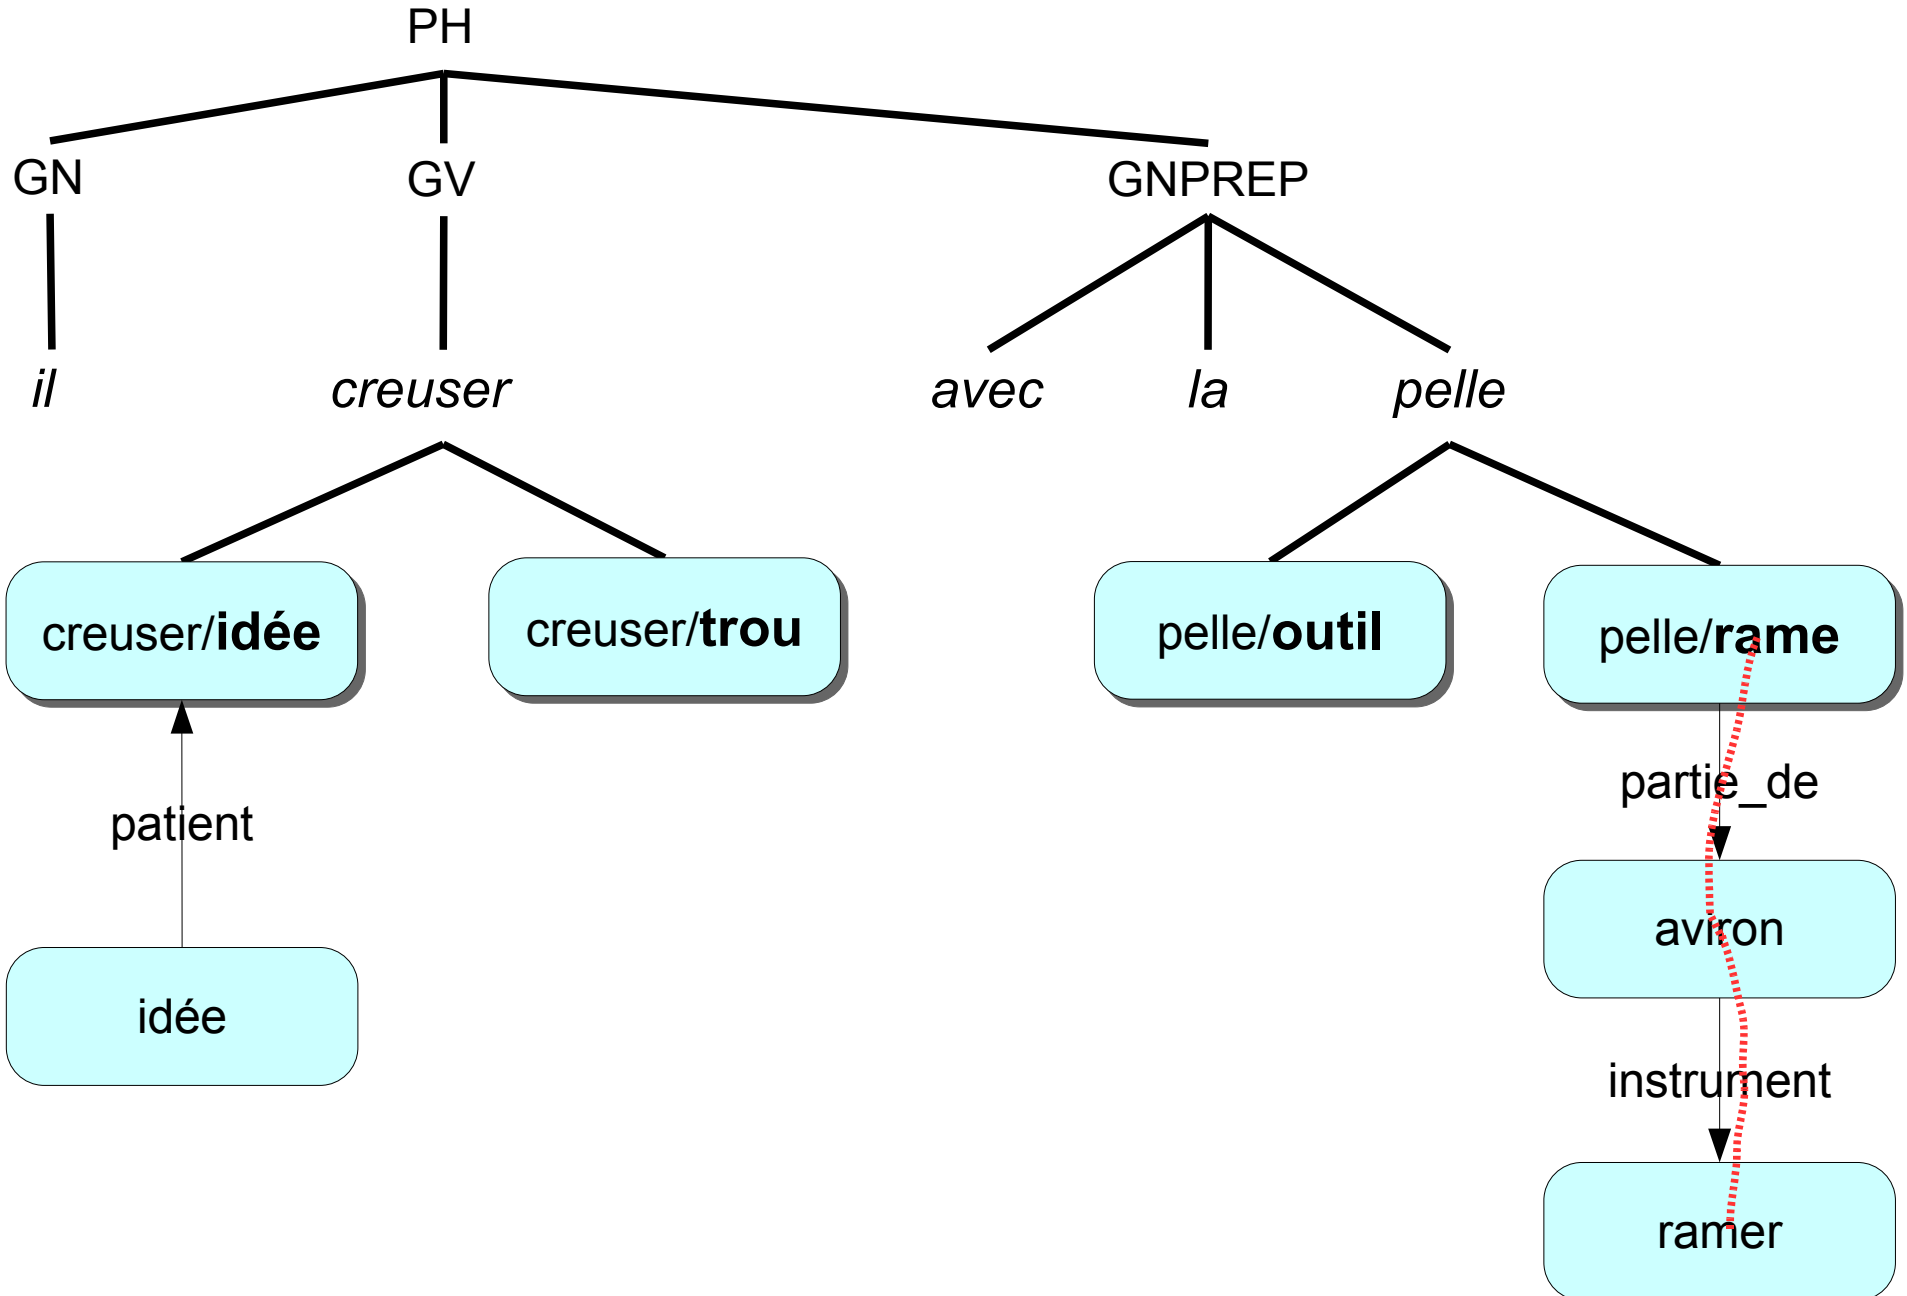 PH
GN GV GNPREP
il creuser avec la pelle
creuser/idée creuser/trou pelle/outil pelle/rame
partie_de
patient
aviron
idée
instrument
ramer